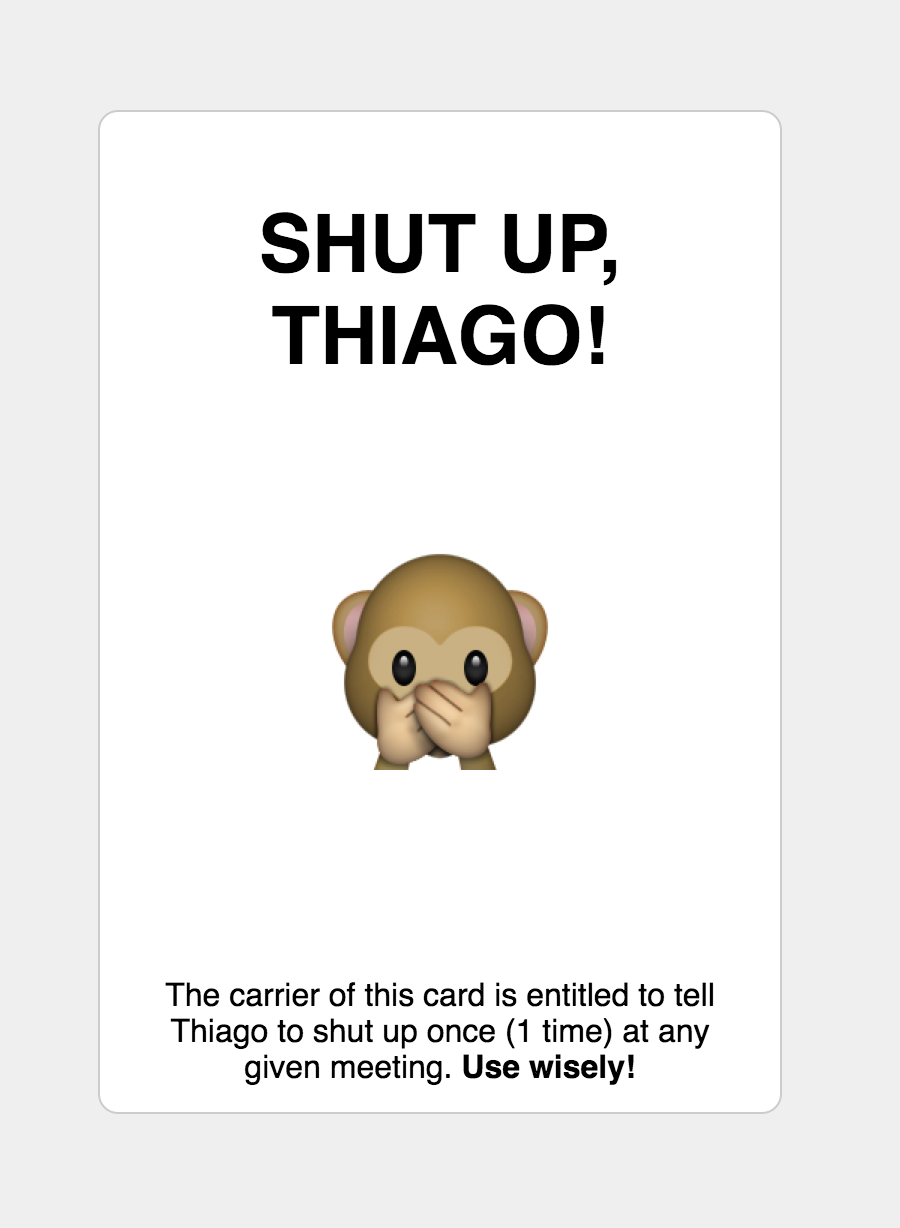 SHUT UP,
THIAGO!
The carrier of this card is entitled to tell
Thiago to shut up once (1 time) at any
given meeting. Use wisely!